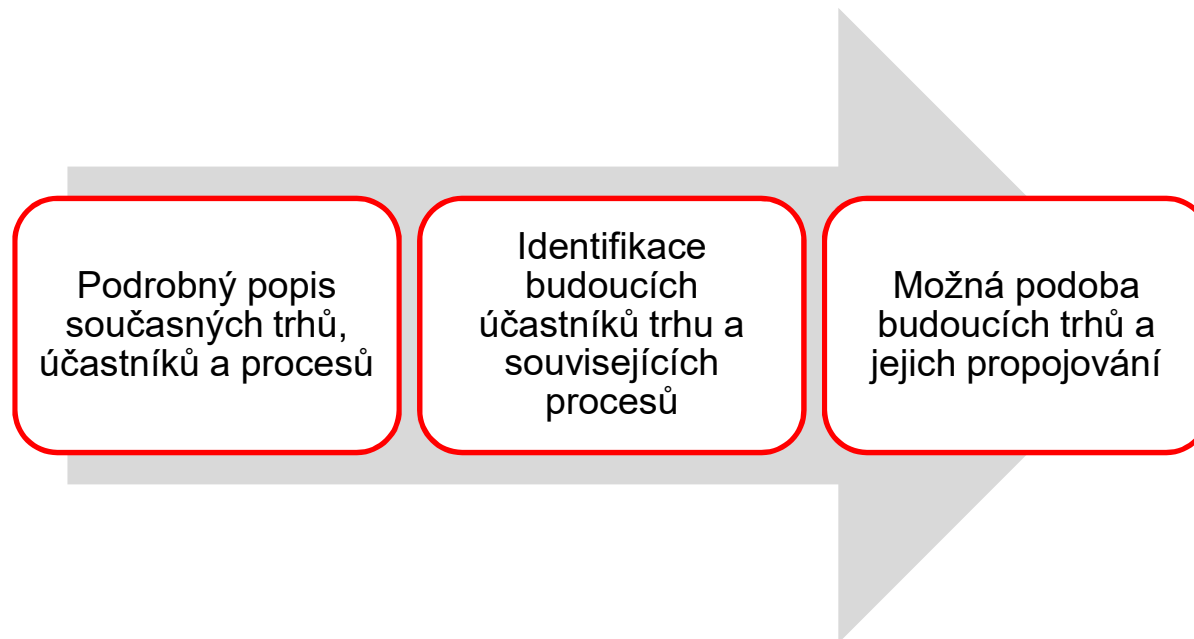 Podrobný popis
současných trhů,
účastníků a procesů
Identifikace
budoucích
účastníků trhu a
souvisejících
procesů
Možná podoba
budoucích trhů a
jejich propojování